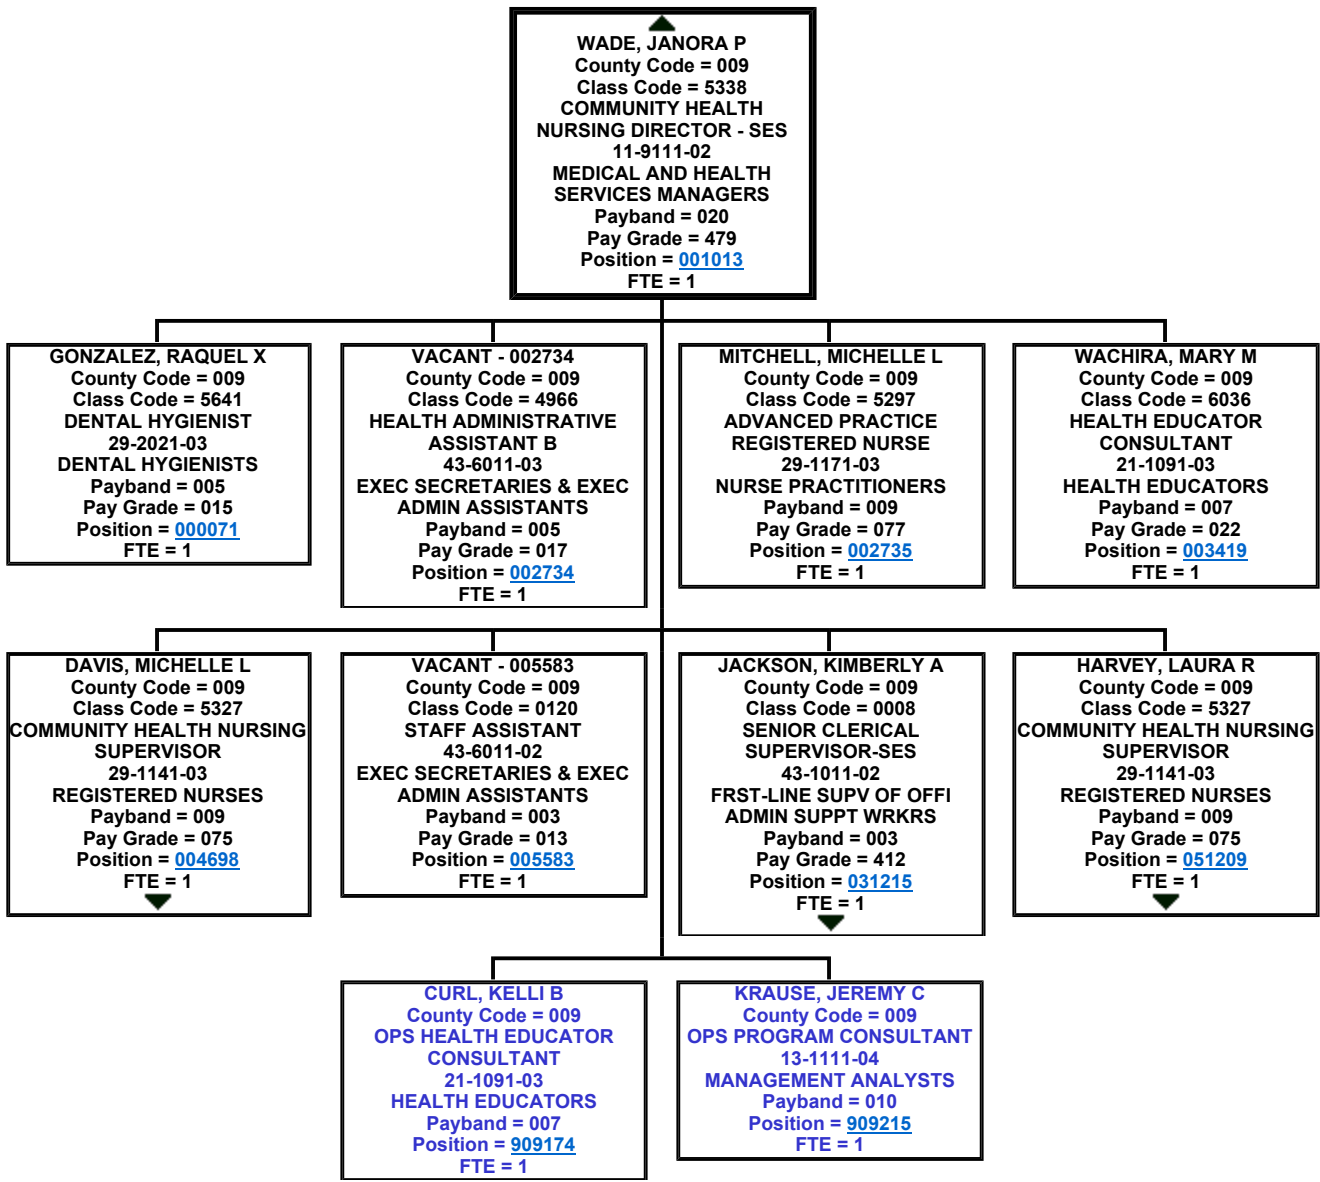 WADE, JANORA P
County Code = 009
Class Code = 5338
COMMUNITY HEALTH
NURSING DIRECTOR - SES
11-9111-02
MEDICAL AND HEALTH
SERVICES MANAGERS
Payband = 020
Pay Grade = 479
Position = 001013
FTE = 1
GONZALEZ, RAQUEL X
County Code = 009
Class Code = 5641
DENTAL HYGIENIST
29-2021-03
DENTAL HYGIENISTS
Payband = 005
Pay Grade = 015
Position = 000071
FTE = 1
VACANT - 002734
County Code = 009
Class Code = 4966
HEALTH ADMINISTRATIVE
ASSISTANT B
43-6011-03
EXEC SECRETARIES & EXEC
ADMIN ASSISTANTS
Payband = 005
Pay Grade = 017
Position = 002734
FTE = 1
MITCHELL, MICHELLE L
County Code = 009
Class Code = 5297
ADVANCED PRACTICE
REGISTERED NURSE
29-1171-03
NURSE PRACTITIONERS
Payband = 009
Pay Grade = 077
Position = 002735
FTE = 1
WACHIRA, MARY M
County Code = 009
Class Code = 6036
HEALTH EDUCATOR
CONSULTANT
21-1091-03
HEALTH EDUCATORS
Payband = 007
Pay Grade = 022
Position = 003419
FTE = 1
DAVIS, MICHELLE L
County Code = 009
Class Code = 5327
COMMUNITY HEALTH NURSING
SUPERVISOR
29-1141-03
REGISTERED NURSES
Payband = 009
Pay Grade = 075
Position = 004698
FTE = 1
VACANT - 005583
County Code = 009
Class Code = 0120
STAFF ASSISTANT
43-6011-02
EXEC SECRETARIES & EXEC
ADMIN ASSISTANTS
Payband = 003
Pay Grade = 013
Position = 005583
FTE = 1
JACKSON, KIMBERLY A
County Code = 009
Class Code = 0008
SENIOR CLERICAL
SUPERVISOR-SES
43-1011-02
FRST-LINE SUPV OF OFFI
ADMIN SUPPT WRKRS
Payband = 003
Pay Grade = 412
Position = 031215
FTE = 1
HARVEY, LAURA R
County Code = 009
Class Code = 5327
COMMUNITY HEALTH NURSING
SUPERVISOR
29-1141-03
REGISTERED NURSES
Payband = 009
Pay Grade = 075
Position = 051209
FTE = 1
CURL, KELLI B
County Code = 009
OPS HEALTH EDUCATOR
CONSULTANT
21-1091-03
HEALTH EDUCATORS
Payband = 007
Position = 909174
FTE = 1
KRAUSE, JEREMY C
County Code = 009
OPS PROGRAM CONSULTANT
13-1111-04
MANAGEMENT ANALYSTS
Payband = 010
Position = 909215
FTE = 1